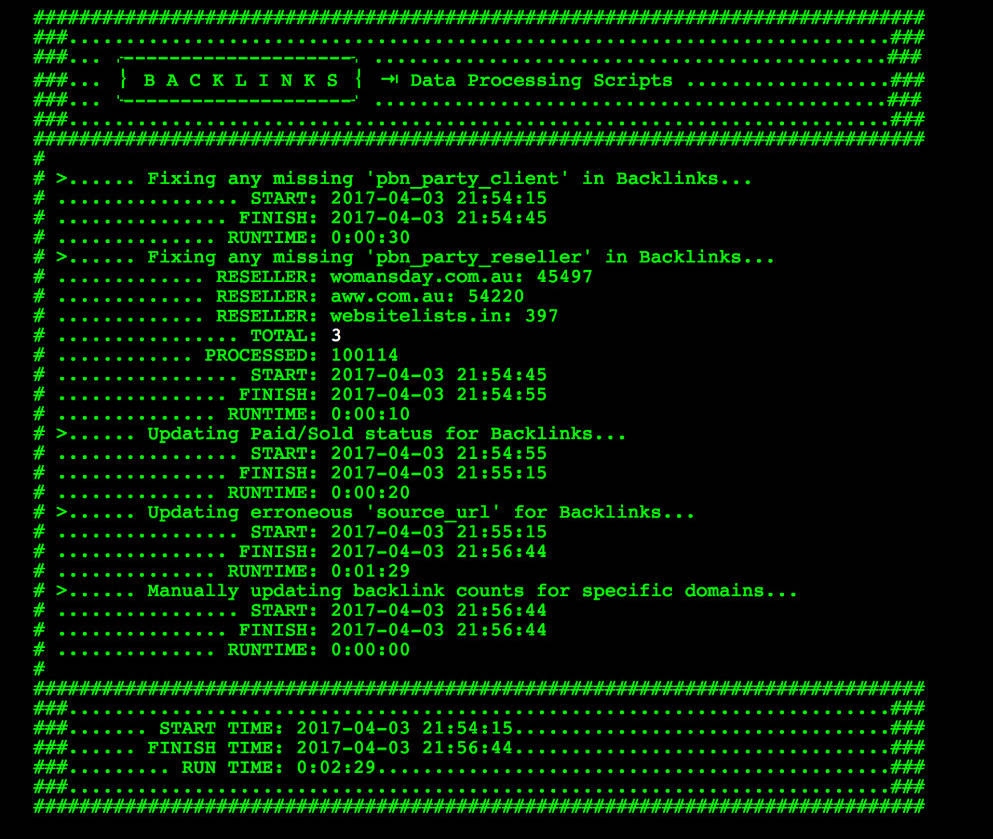 ##############################################################################
###........................................................................###
###... .--------------------. .............................................###
###... { B A C K L I N K S { ⇥ Data Processing Scripts ..................###
###... '--------------------' .............................................###
###........................................................................###
##############################################################################
#
# >...... Fixing any missing 'pbn_party_client' in Backlinks...
# ................ START: 2017-04-03 21:54:15
# ............... FINISH: 2017-04-03 21:54:45
# .............. RUNTIME: 0:00:30
# >...... Fixing any missing 'pbn_party_reseller' in Backlinks...
# ............. RESELLER: womansday.com.au: 45497
# ............. RESELLER: aww.com.au: 54220
# ............. RESELLER: websitelists.in: 397
# ................ TOTAL: 3
# ............ PROCESSED: 100114
# ................ START: 2017-04-03 21:54:45
# ............... FINISH: 2017-04-03 21:54:55
# .............. RUNTIME: 0:00:10
# >...... Updating Paid/Sold status for Backlinks...
# ................ START: 2017-04-03 21:54:55
# ............... FINISH: 2017-04-03 21:55:15
# .............. RUNTIME: 0:00:20
# >...... Updating erroneous 'source_url' for Backlinks...
# ................ START: 2017-04-03 21:55:15
# ............... FINISH: 2017-04-03 21:56:44
# .............. RUNTIME: 0:01:29
# >...... Manually updating backlink counts for specific domains...
# ................ START: 2017-04-03 21:56:44
# ............... FINISH: 2017-04-03 21:56:44
# .............. RUNTIME: 0:00:00
#
##############################################################################
###........................................................................###
###....... START TIME: 2017-04-03 21:54:15.................................###
###...... FINISH TIME: 2017-04-03 21:56:44.................................###
###......... RUN TIME: 0:02:29.............................................###
###........................................................................###
##############################################################################